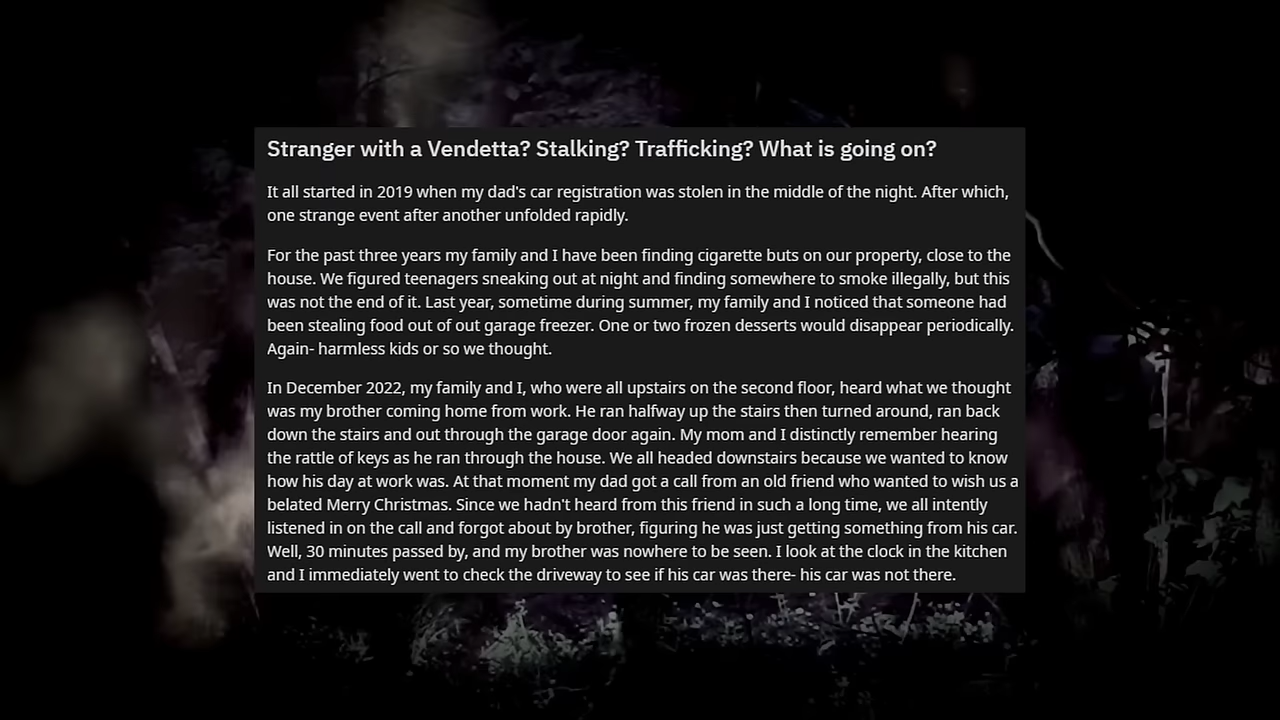 Stranger with a Vendetta? Stalking? Trafficking? What is going on?
It all started in 2019 when my dad's car registration was stolen in the middle of the night. After which,
one strange event after another unfolded rapidly.
For the past three years my family and I have been finding cigarette buts on our property, close to the
house. We figured teenagers sneaking out at night and finding somewhere to smoke illegally, but this
was not the end of it. Last year, sometime during summer, my family and I noticed that someone had
been stealing food out of out garage freezer. One or two frozen desserts would disappear periodically.
Again- harmless kids or so we thought.
In December 2022, my family and I, who were all upstairs on the second floor, heard what we thought
was my brother coming home from work. He ran halfway up the stairs then turned around, ran back
down the stairs and out through the garage door again. My mom and I distinctly remember hearing
the rattle of keys as he ran through the house. We all headed downstairs because we wanted to know
how his day at work was. At that moment my dad got a call from an old friend who wanted to wish us a
belated Merry Christmas. Since we hadn't heard from this friend in such a long time, we all intently
listened in on the call and forgot about by brother, figuring he was just getting something from his car.
Well, 30 minutes passed by, and my brother was nowhere to be seen. I look at the clock in the kitchen
and I immediately went to check the driveway to see if his car was there- his car was not there.